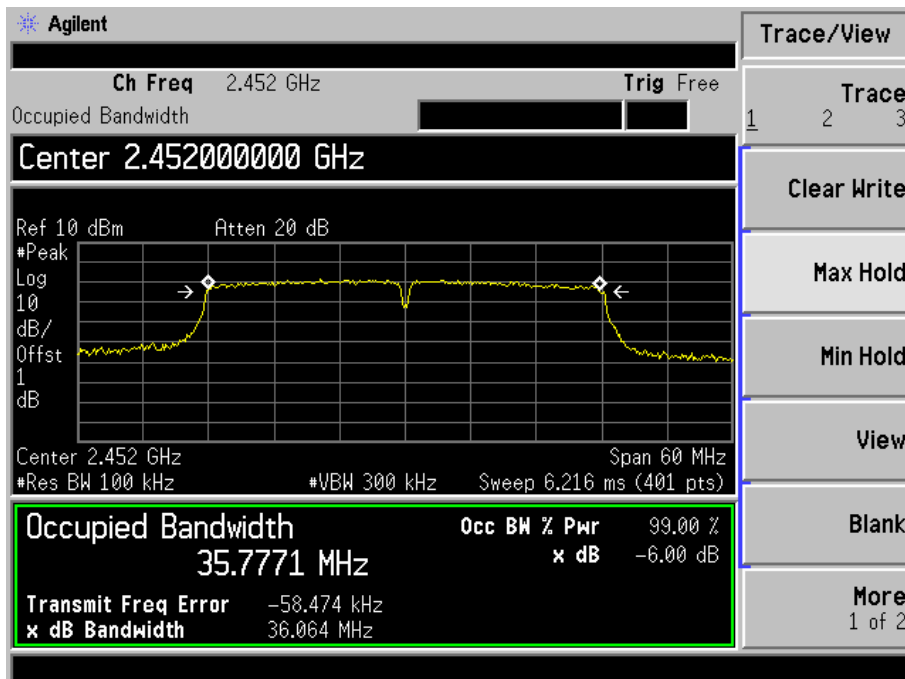 Agilent
Trace/View
Ch Freq 2.452 GHz Trig Free
Occupied Bandwidth
Trace
1 2 3
Center 2.452000000 GHz
Clear Write
Ref 10 dBm Atten 20 dB
#Peak
Log
10
dB/
Offst
1
dB
Max Hold
Min Hold
Center 2.452 GHz Span 60 MHz
#Res BW 100 kHz #VBW 300 kHz Sweep 6.216 ms (401 pts)
View
Occupied Bandwidth
35.7771 MHz
Occ BW % Pwr 99.00 %
x dB -6.00 dB
Transmit Freq Error -58.474 kHz
x dB Bandwidth 36.064 MHz
Blank
More
1 of 2